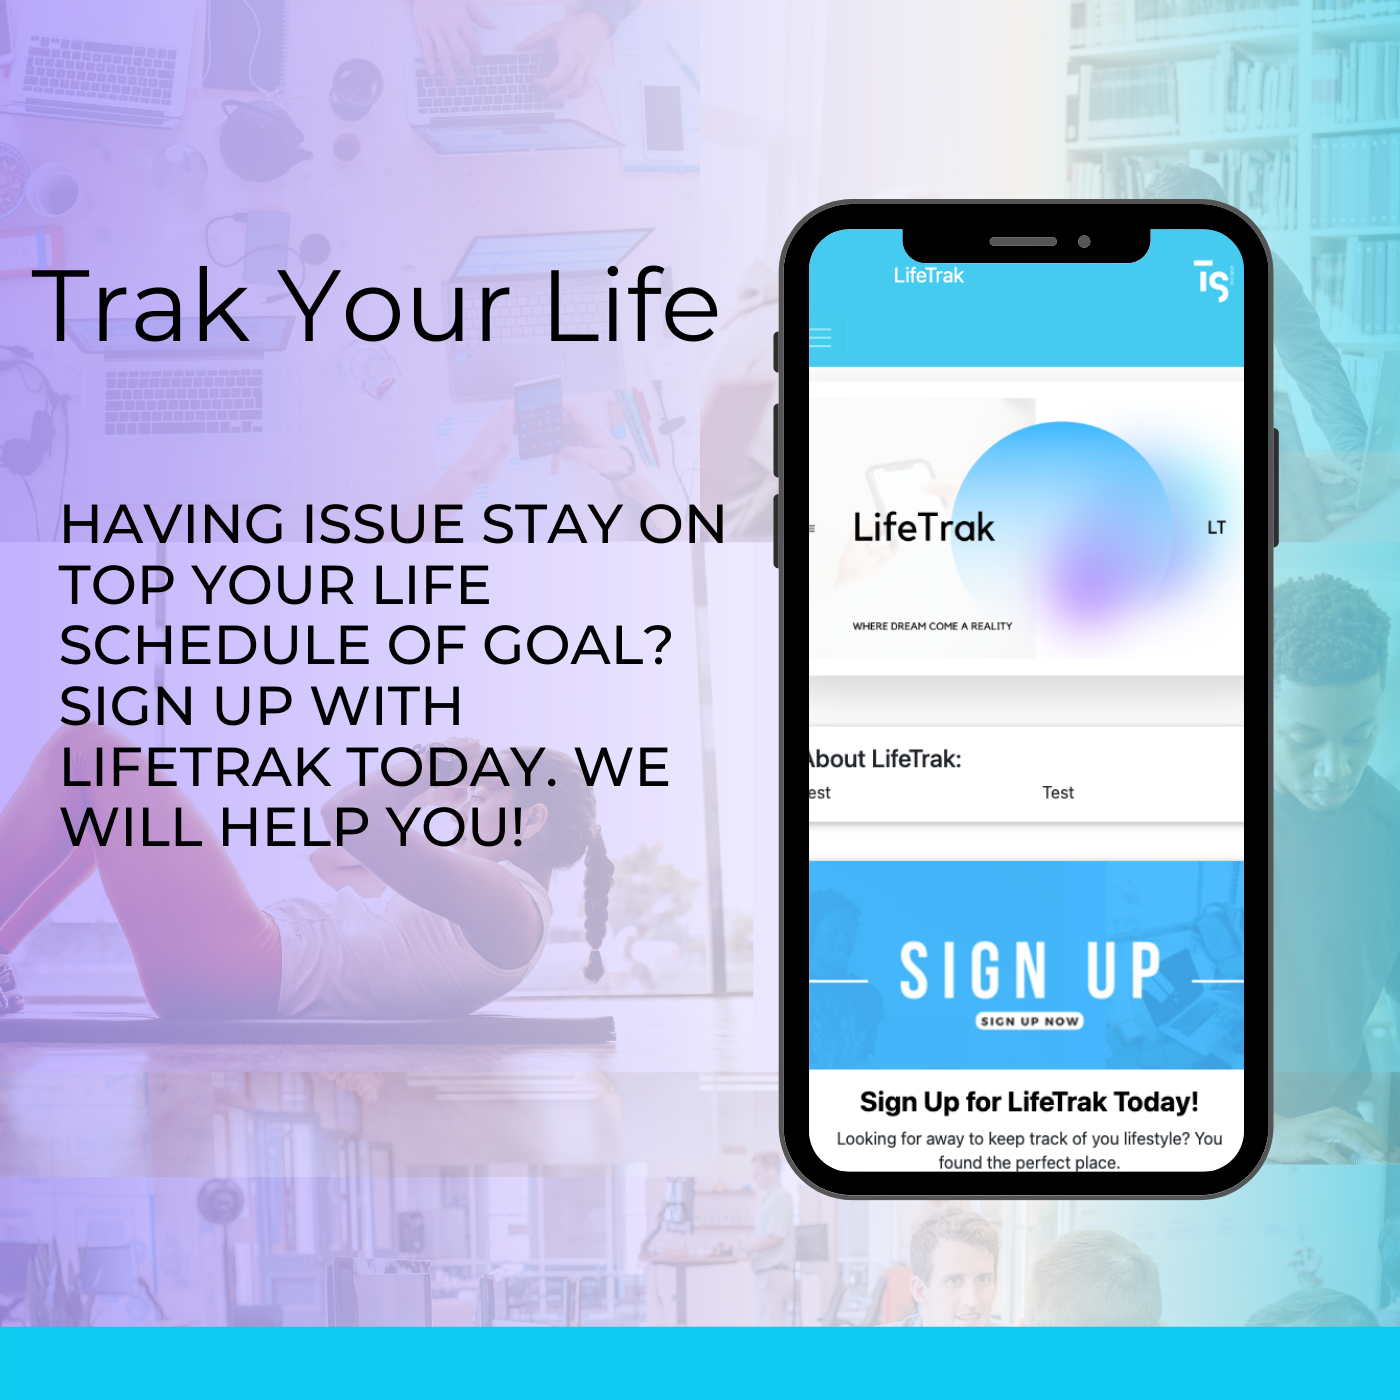 Trak Your Life
HAVING ISSUE STAY ON
TOP YOUR LIFE
SCHEDULE OF GOAL?
SIGN UP WITH
LIFETRAK TODAY. WE
WILL HELP YOU!
LifeTrak
LifeTrak
LT
WHERE DREAM COME A REALITY
About LifeTrak:
est
Test
SIGN UP
SIGN UP NOW
Sign Up for LifeTrak Today!
Looking for away to keep track of you lifestyle? You
found the perfect place.